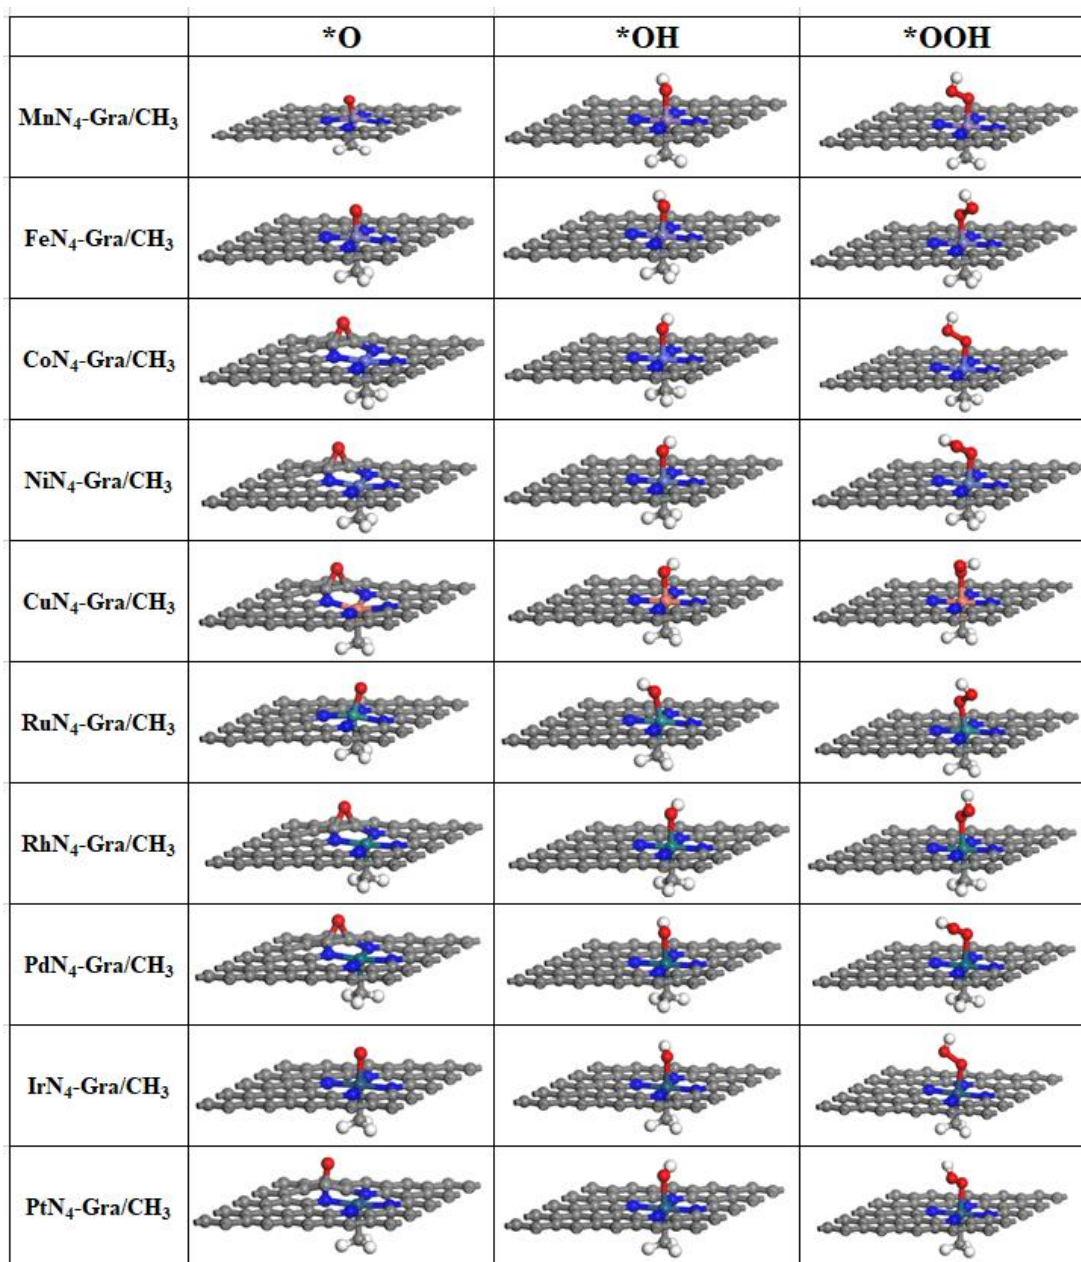 *O *OH *OOH
MnN₄-Gra/CH₃
FeN₄-Gra/CH₃
CoN₄-Gra/CH₃
NiN₄-Gra/CH₃
CuN₄-Gra/CH₃
RuN₄-Gra/CH₃
RhN₄-Gra/CH₃
PdN₄-Gra/CH₃
IrN₄-Gra/CH₃
PtN₄-Gra/CH₃